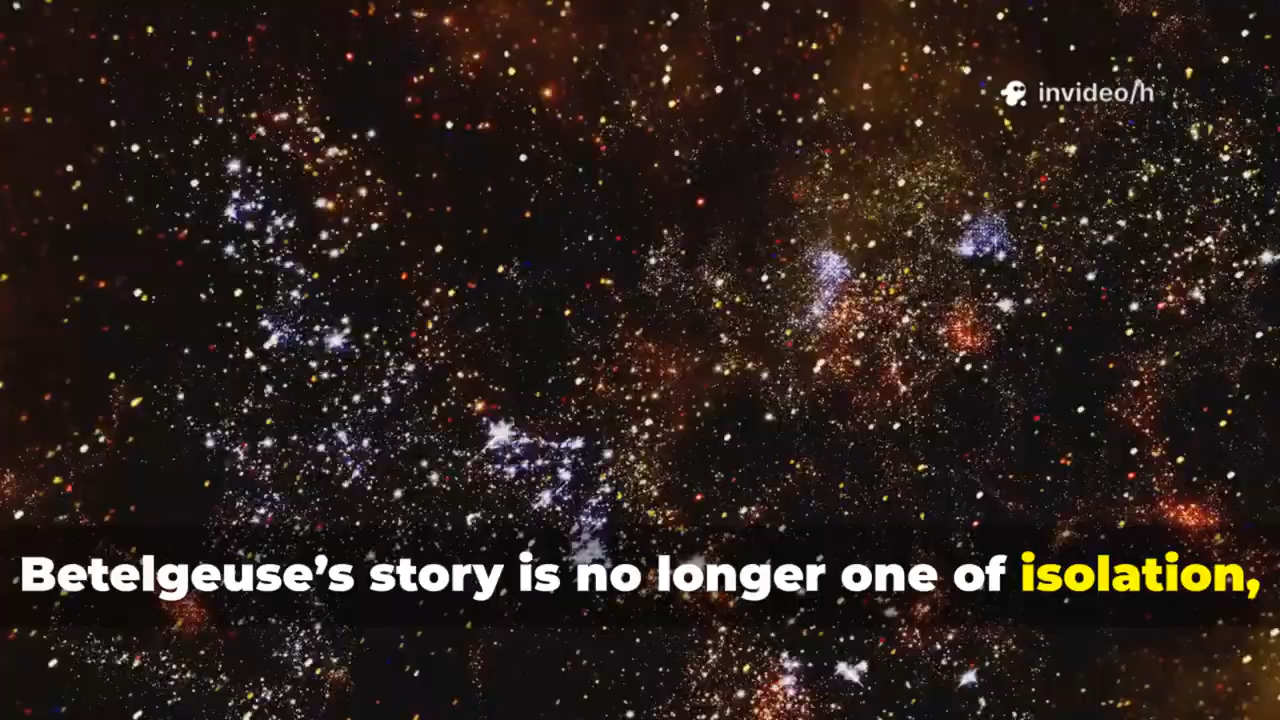 invideo/h
Betelgeuse’s story is no longer one of isolation,